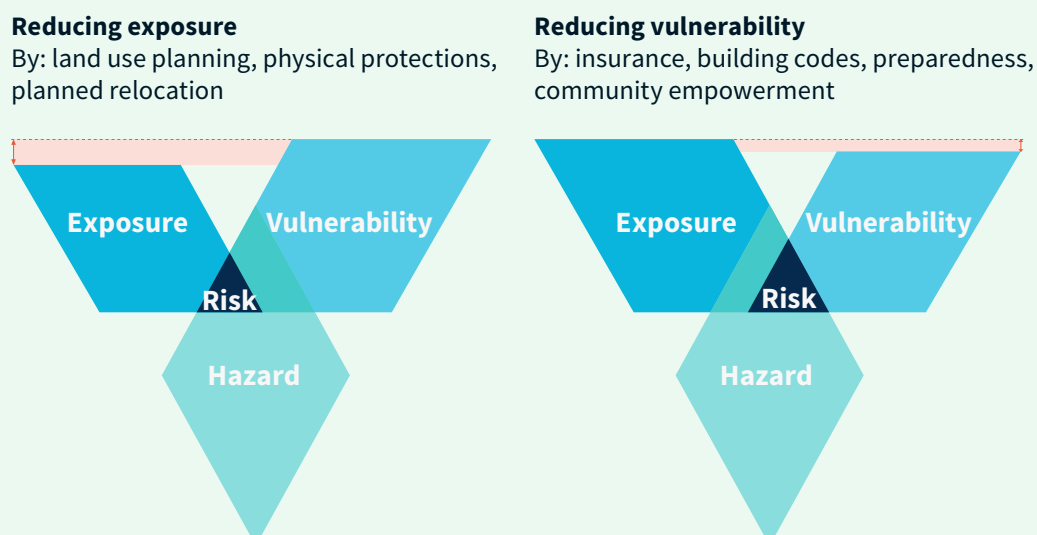 Reducing exposure
By: land use planning, physical protections,
planned relocation
Exposure
Vulnerability
Risk
Hazard
Reducing vulnerability
By: insurance, building codes, preparedness,
community empowerment
Exposure
Vulnerability
Risk
Hazard